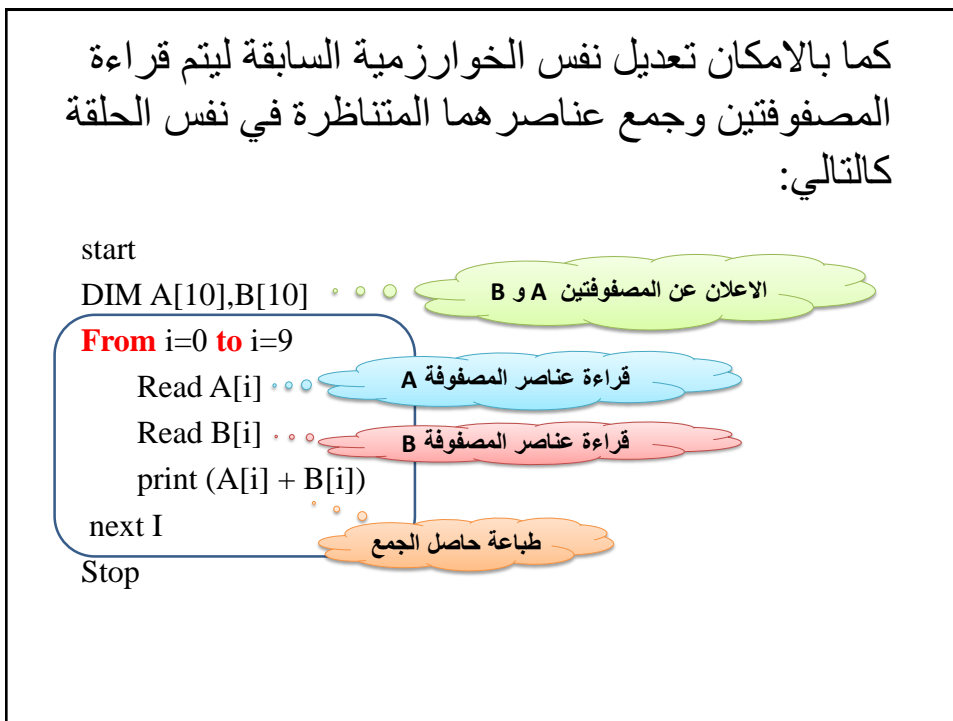 كما بالامكان تعديل نفس الخوارزمية السابقة ليتم قراءة
المصفوفتين وجمع عناصرهما المتناظرة في نفس الحلقة
كالتالي:
start
DIM A[10],B[10]
الاعلان عن المصفوفتين A و B
From i=0 to i=9
Read A[i]
قراءة عناصر المصفوفة A
Read B[i]
قراءة عناصر المصفوفة B
print (A[i] + B[i])
next I
طباعة حاصل الجمع
Stop